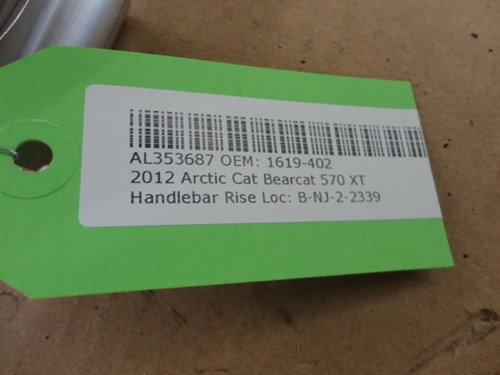 AL353687 OEM: 1619-402
2012 Arctic Cat Bearcat 570 XT
Handlebar Rise Loc: B-NJ-2-2339